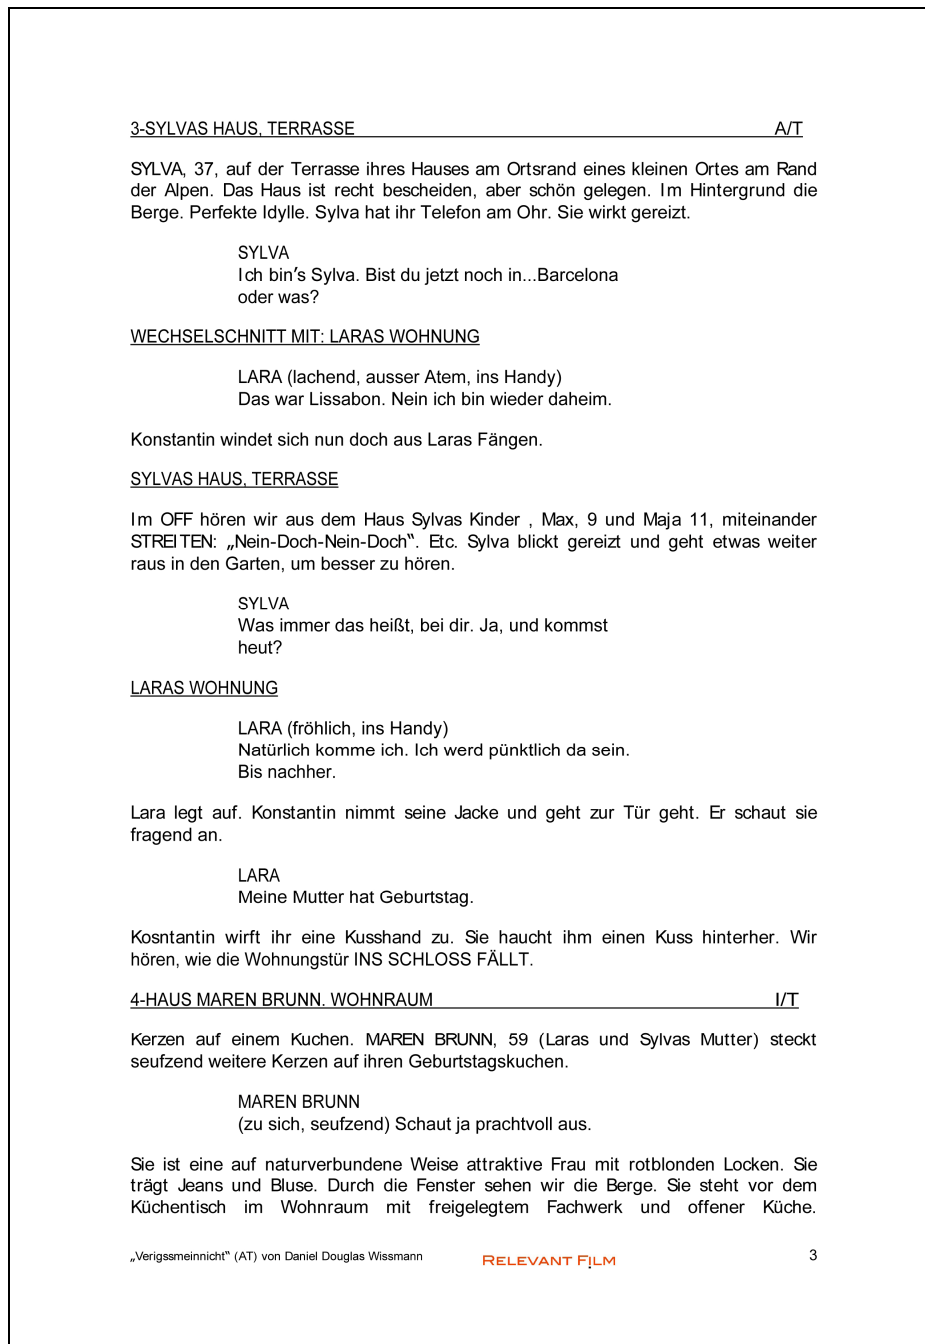 3-SYLVAS HAUS, TERRASSE A/T
SYLVA, 37, auf der Terrasse ihres Hauses am Ortsrand eines kleinen Ortes am Rand
der Alpen. Das Haus ist recht bescheiden, aber schön gelegen. Im Hintergrund die
Berge. Perfekte Idylle. Sylva hat ihr Telefon am Ohr. Sie wirkt gereizt.
SYLVA
Ich bin’s Sylva. Bist du jetzt noch in...Barcelona
oder was?
WECHSELSCHNITT MIT: LARAS WOHNUNG
LARA (lachend, ausser Atem, ins Handy)
Das war Lissabon. Nein ich bin wieder daheim.
Konstantin windet sich nun doch aus Laras Fängen.
SYLVAS HAUS, TERRASSE
Im OFF hören wir aus dem Haus Sylvas Kinder , Max, 9 und Maja 11, miteinander
STREITEN: „Nein-Doch-Nein-Doch“. Etc. Sylva blickt gereizt und geht etwas weiter
raus in den Garten, um besser zu hören.
SYLVA
Was immer das heißt, bei dir. Ja, und kommst
heut?
LARAS WOHNUNG
LARA (fröhlich, ins Handy)
Natürlich komme ich. Ich werd pünktlich da sein.
Bis nachher.
Lara legt auf. Konstantin nimmt seine Jacke und geht zur Tür geht. Er schaut sie
fragend an.
LARA
Meine Mutter hat Geburtstag.
Kosntantin wirft ihr eine Kusshand zu. Sie haucht ihm einen Kuss hinterher. Wir
hören, wie die Wohnungstür INS SCHLOSS FÄLLT.
4-HAUS MAREN BRUNN. WOHNRAUM I/T
Kerzen auf einem Kuchen. MAREN BRUNN, 59 (Laras und Sylvas Mutter) steckt
seufzend weitere Kerzen auf ihren Geburtstagskuchen.
MAREN BRUNN
(zu sich, seufzend) Schaut ja prachtvoll aus.
Sie ist eine auf naturverbundene Weise attraktive Frau mit rotblonden Locken. Sie
trägt Jeans und Bluse. Durch die Fenster sehen wir die Berge. Sie steht vor dem
Küchentisch im Wohnraum mit freigelegtem Fachwerk und offener Küche.
„Verigssmeinnicht“ (AT) von Daniel Douglas Wissmann RELEVANT FILM 3